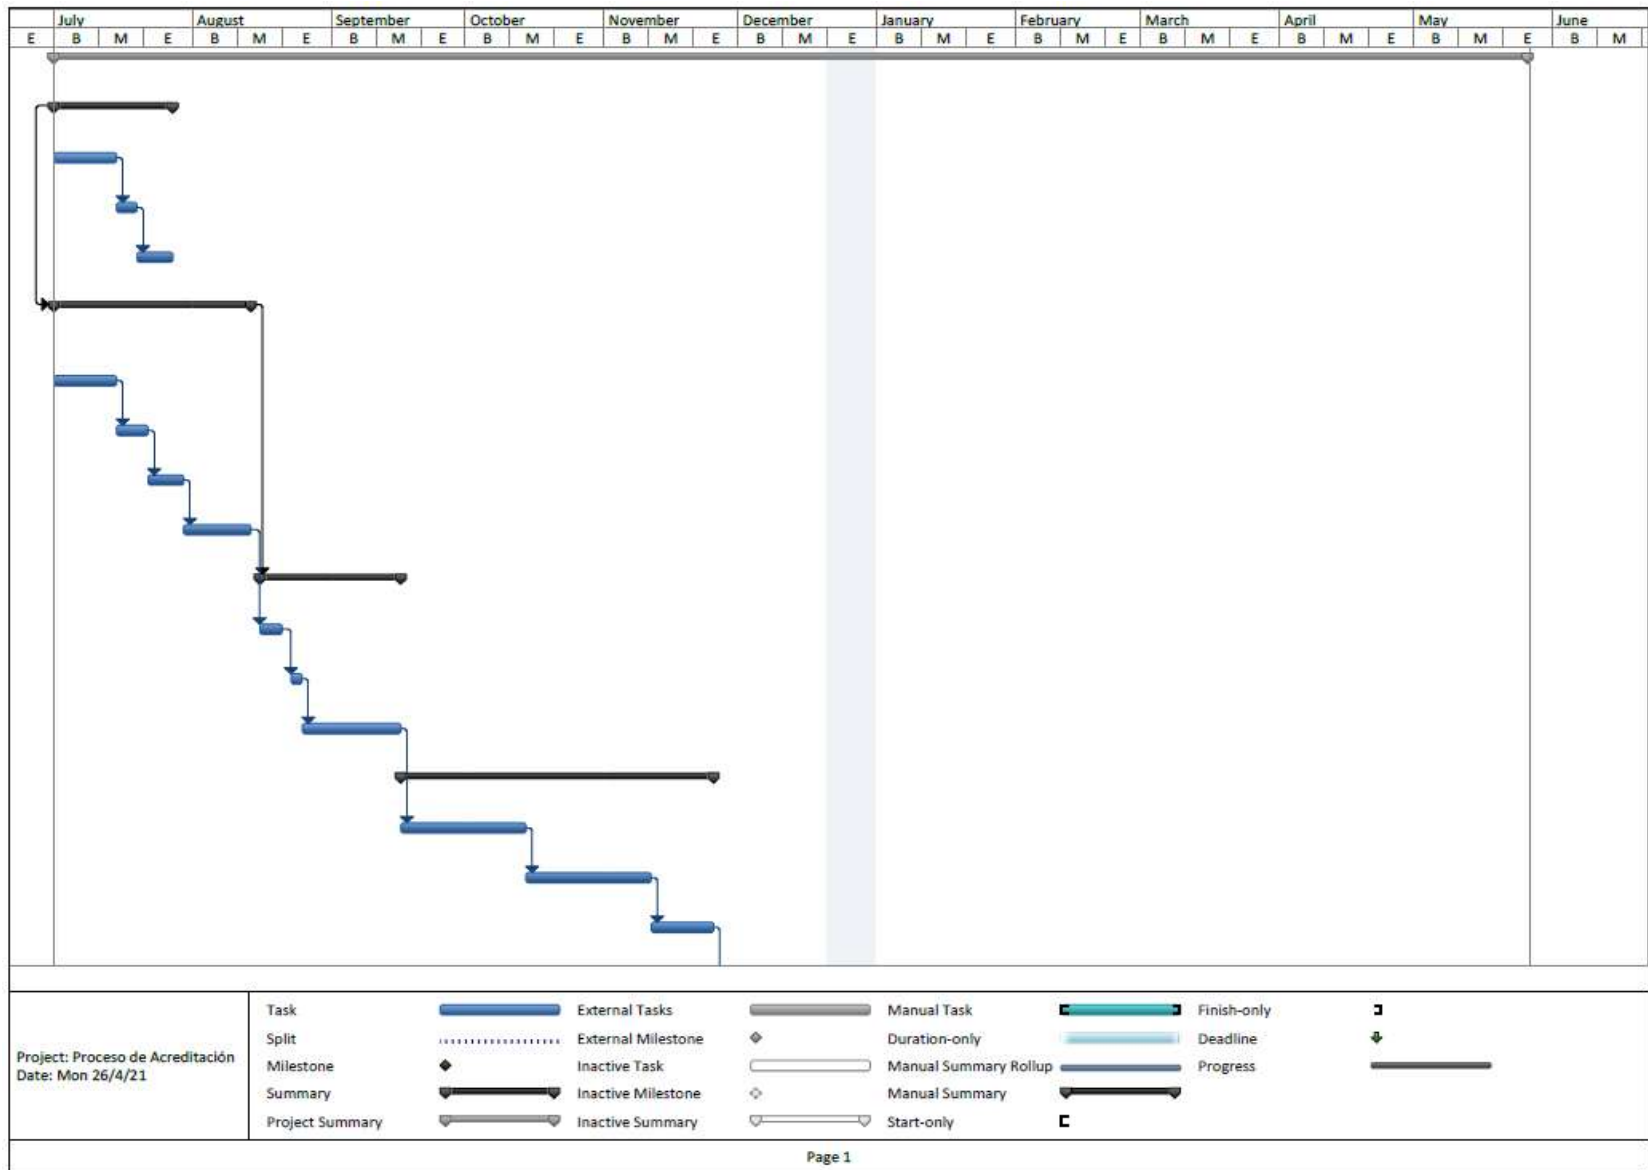 July August September October November December January February March April May June
E B M E B M E B M E B M E B M E B M E B M E B M E B M E B M E B M E B M
Task External Tasks Manual Task Finish-only
Split External Milestone Duration-only Deadline
Project: Proceso de Acreditación
Date: Mon 26/4/21
Milestone Inactive Task Manual Summary Rollup Progress
Summary Inactive Milestone Manual Summary
Project Summary Inactive Summary Start-only
Page 1